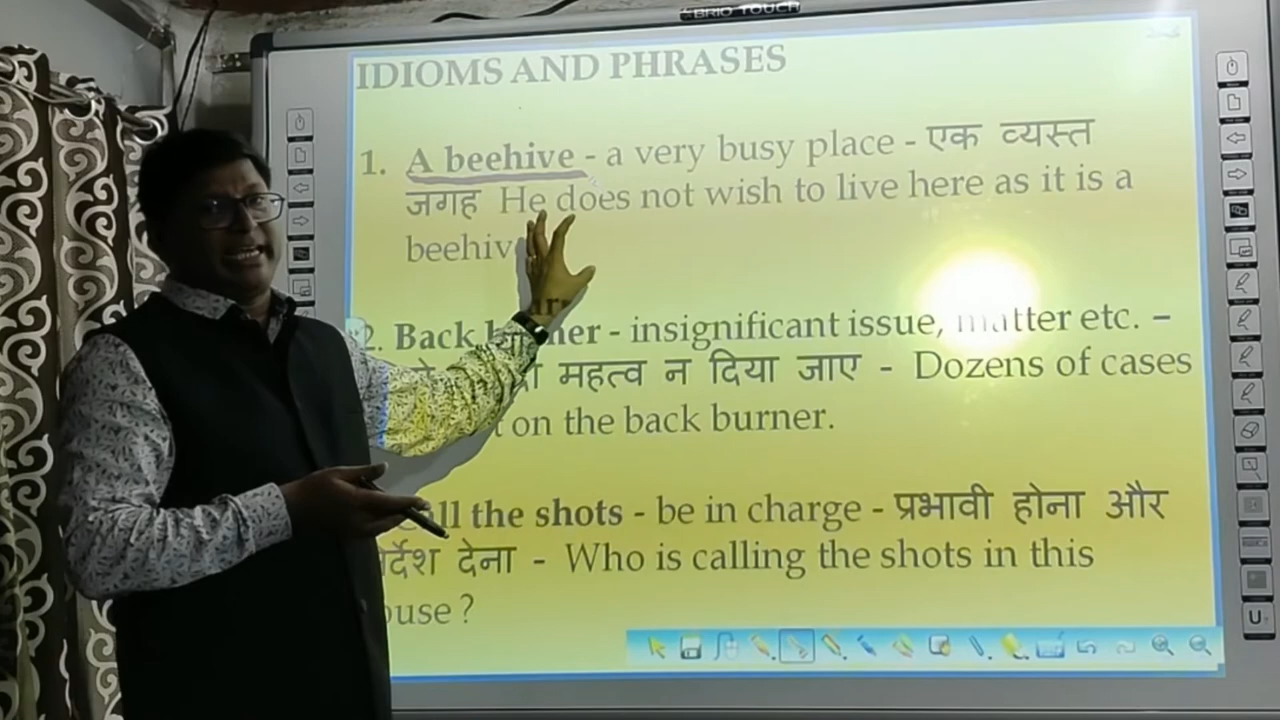 BRIO TOUCH
IDIOMS AND PHRASES
1. A beehive - a very busy place - एक व्यस्त
जगह He does not wish to live here as it is a
beehiv
2. Back burner - insignificant issue, matter etc. –
महत्व न दिया जाए - Dozens of cases
on the back burner.
the shots - be in charge - प्रभावी होना और
देना - Who is calling the shots in this
?